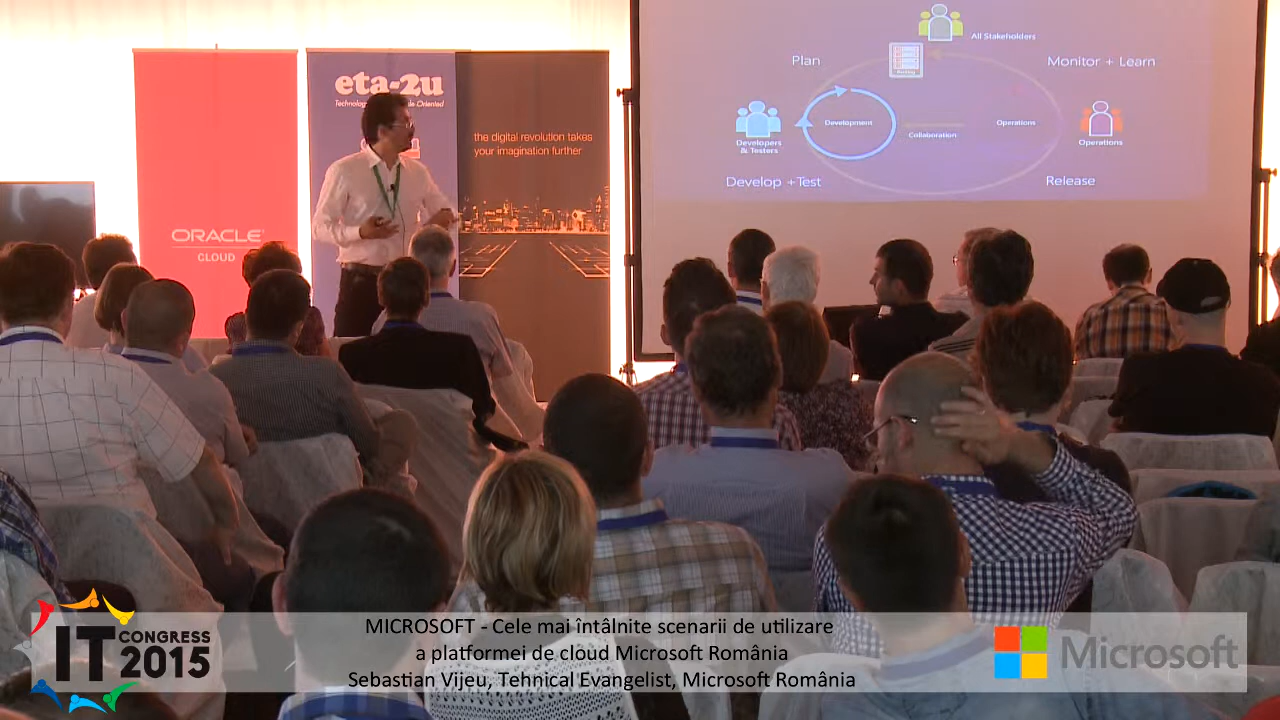 All Stakeholders
Plan
Monitor + Learn
Development
Collaboration
Operations
Developers
& Testers
Operations
Develop +Test
Release
eta-2u
the digital revolution takes
your imagination further
ORACLE
CLOUD
IT CONGRESS
2015
MICROSOFT - Cele mai întâlnite scenarii de utilizare
a platformei de cloud Microsoft România
Sebastian Vijeu, Tehnical Evangelist, Microsoft România
Microsoft